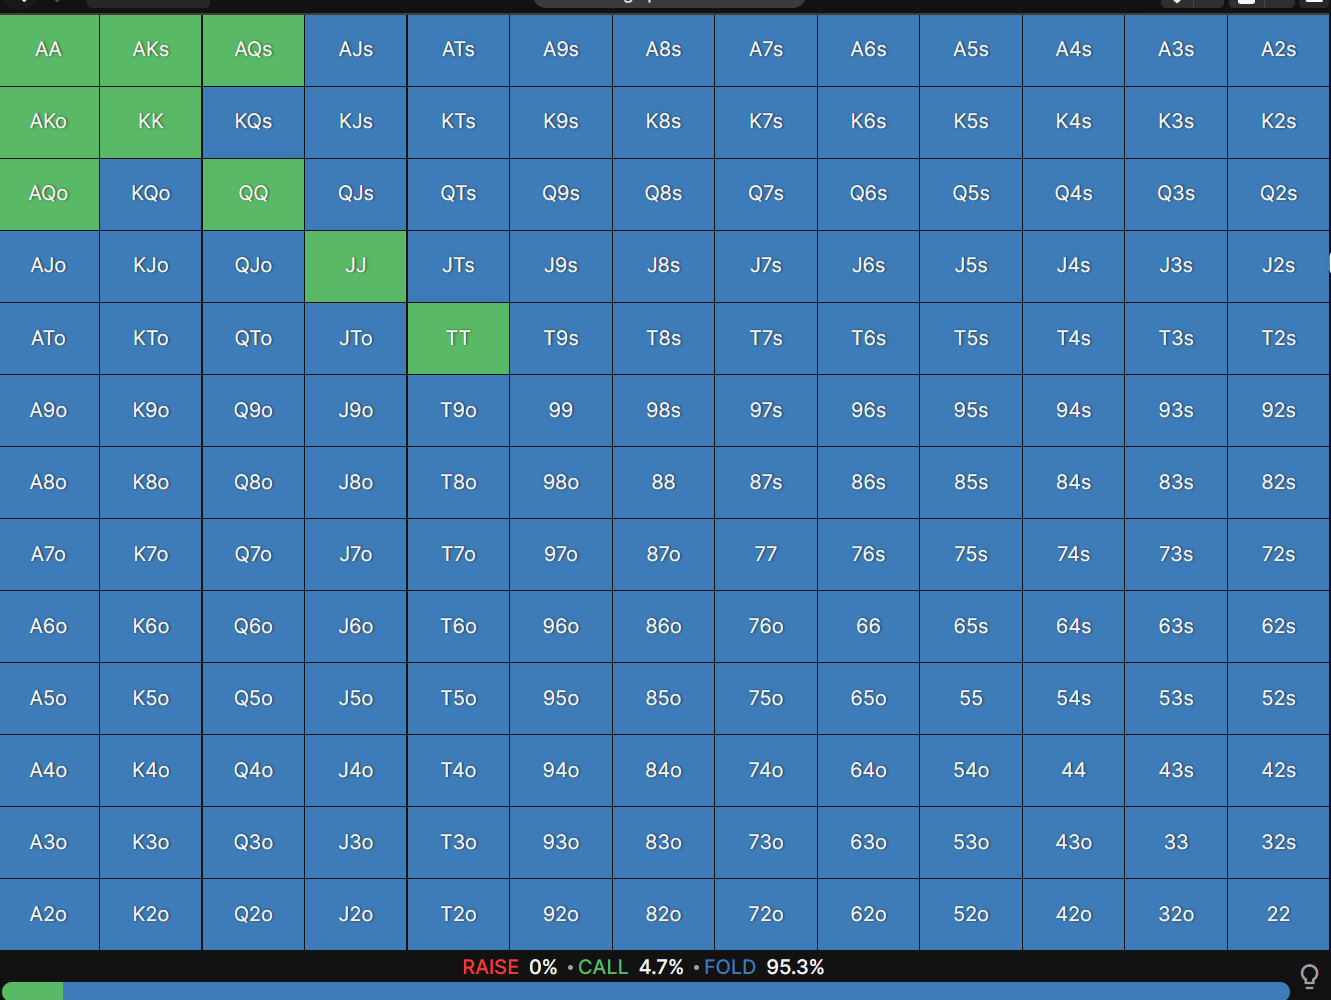 AA AKs AQs AJs ATs A9s A8s A7s A6s A5s A4s A3s A2s
AKo KK KQs KJs KTs K9s K8s K7s K6s K5s K4s K3s K2s
AQo KQo QQ QJs QTs Q9s Q8s Q7s Q6s Q5s Q4s Q3s Q2s
AJo KJo QJo JJ JTs J9s J8s J7s J6s J5s J4s J3s J2s
ATo KTo QTo JTo TT T9s T8s T7s T6s T5s T4s T3s T2s
A9o K9o Q9o J9o T9o 99 98s 97s 96s 95s 94s 93s 92s
A8o K8o Q8o J8o T8o 98o 88 87s 86s 85s 84s 83s 82s
A7o K7o Q7o J7o T7o 97o 87o 77 76s 75s 74s 73s 72s
A6o K6o Q6o J6o T6o 96o 86o 76o 66 65s 64s 63s 62s
A5o K5o Q5o J5o T5o 95o 85o 75o 65o 55 54s 53s 52s
A4o K4o Q4o J4o T4o 94o 84o 74o 64o 54o 44 43s 42s
A3o K3o Q3o J3o T3o 93o 83o 73o 63o 53o 43o 33 32s
A2o K2o Q2o J2o T2o 92o 82o 72o 62o 52o 42o 32o 22
RAISE 0% • CALL 4.7% • FOLD 95.3%